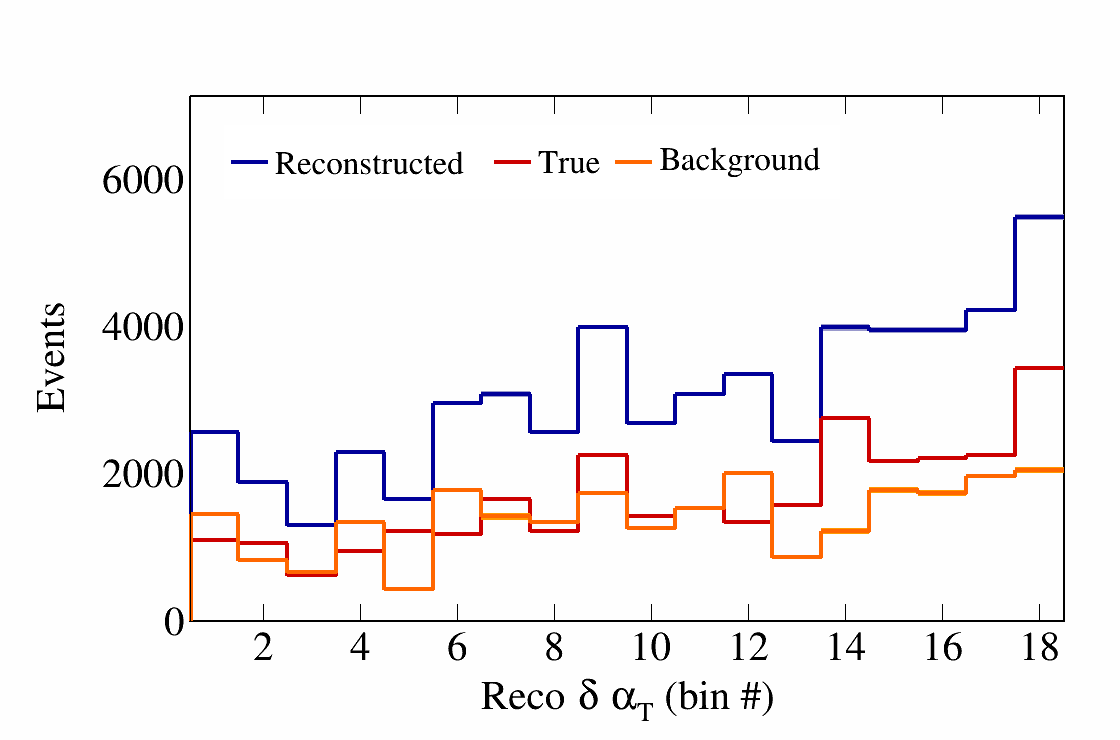 Reconstructed True Background
6000
4000
2000
0
Events
2 4 6 8 10 12 14 16 18
Reco δ α_T (bin #)